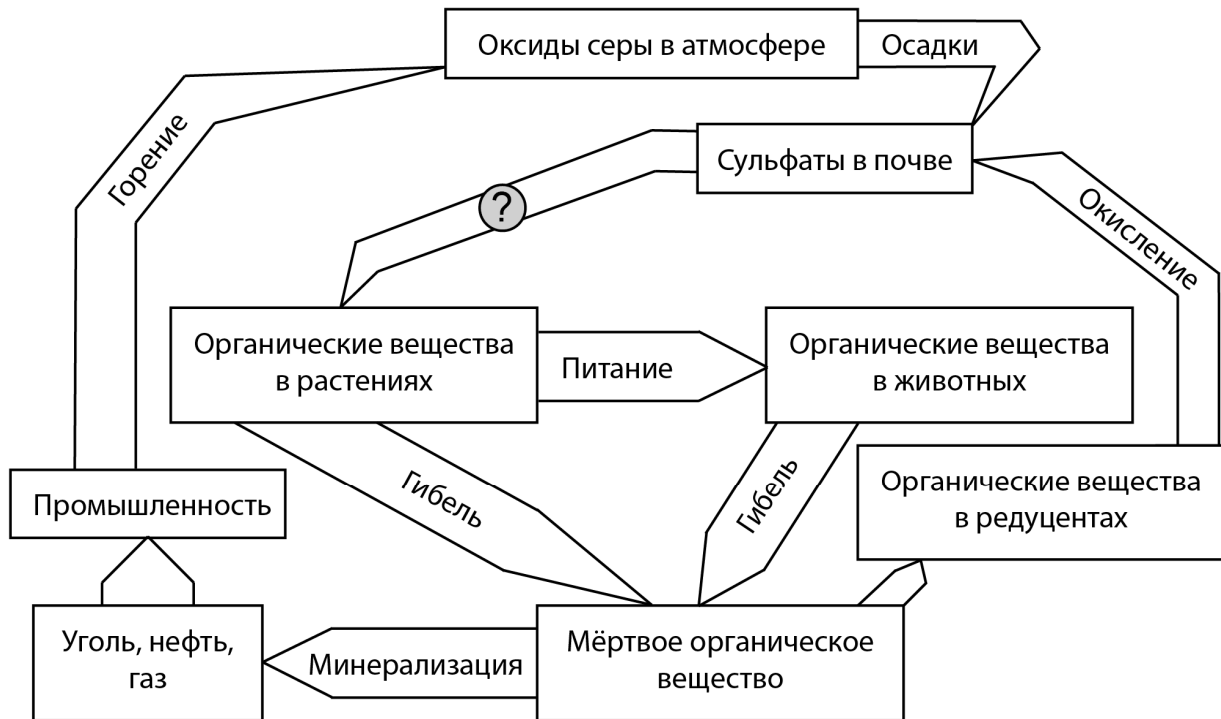 Оксиды серы в атмосфере
Осадки
Горение
Сульфаты в почве
?
Окисление
Органические вещества
в растениях
Питание
Органические вещества
в животных
Гибель
Гибель
Промышленность
Органические вещества
в редуцентах
Уголь, нефть,
газ
Минерализация
Мёртвое органическое
вещество